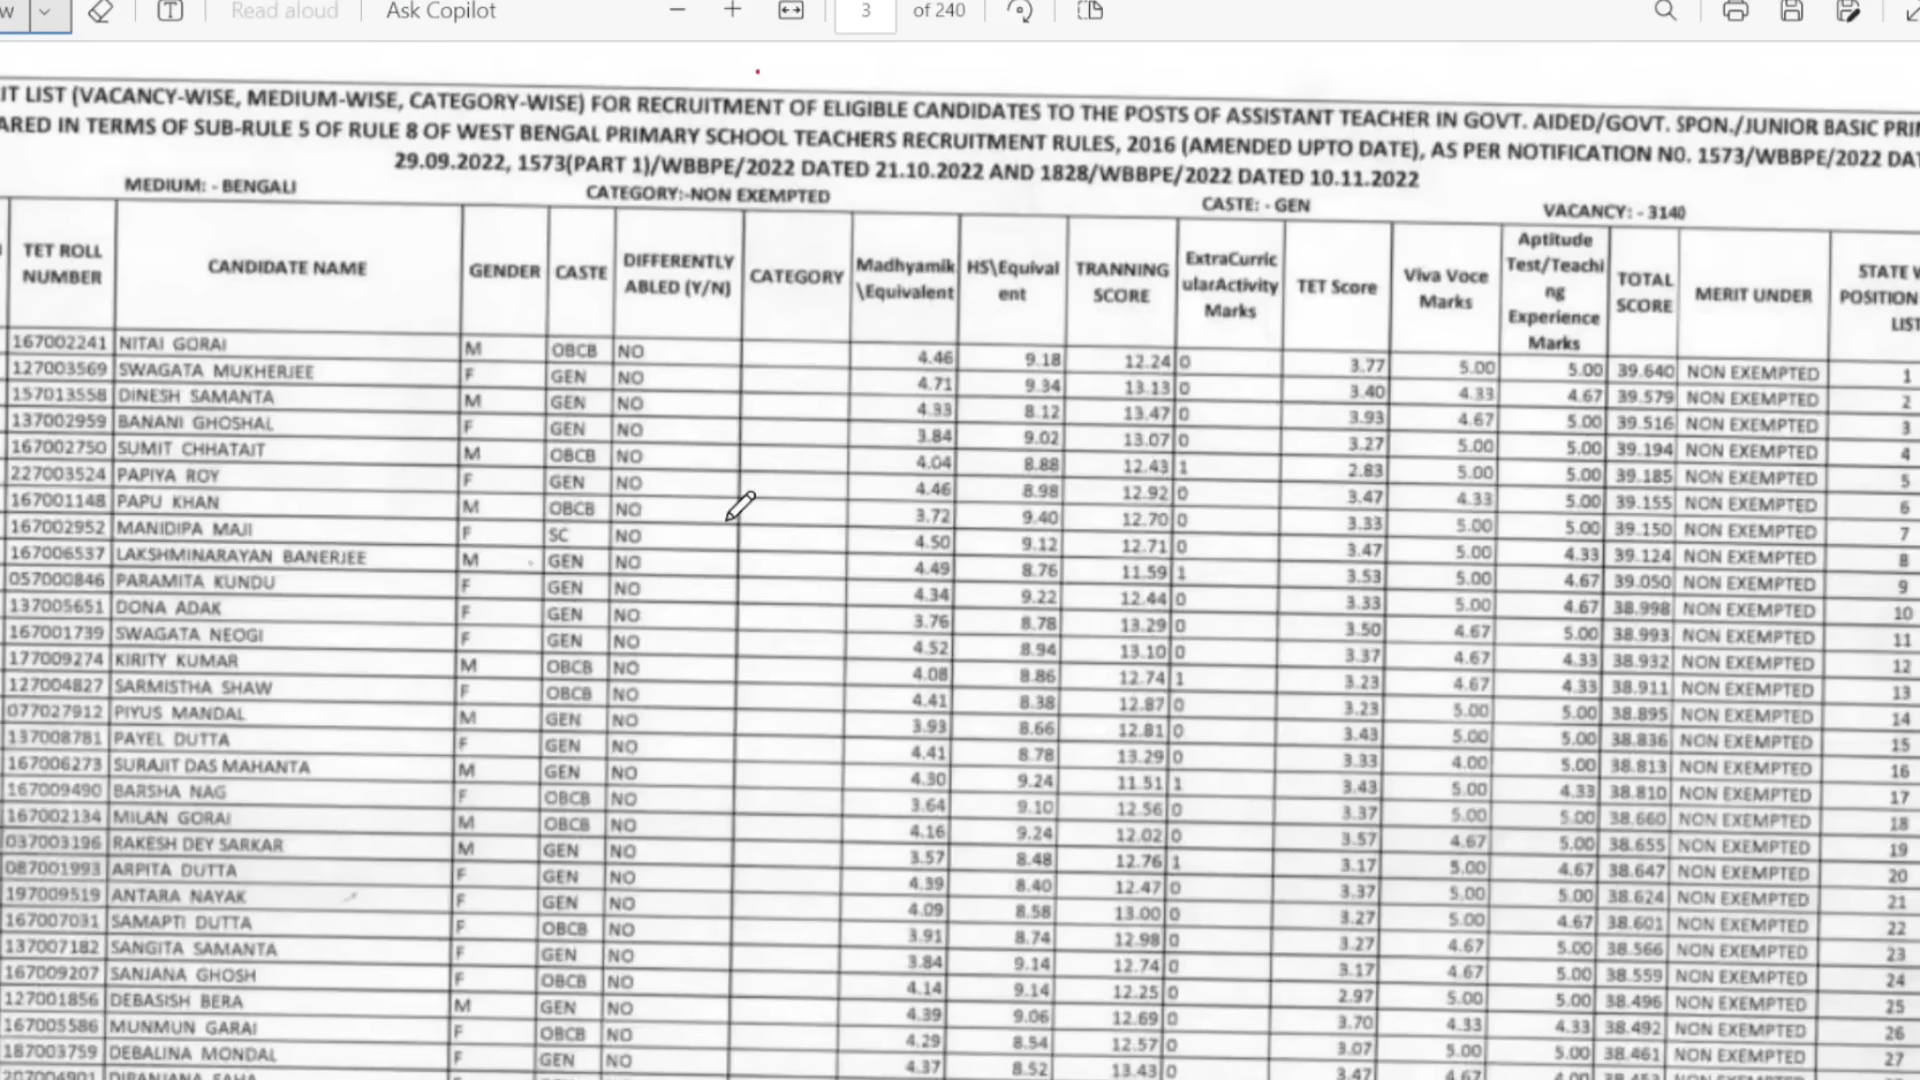 Read aloud Ask Copilot 3 of 240
IT LIST (VACANCY-WISE, MEDIUM-WISE, CATEGORY-WISE) FOR RECRUITMENT OF ELIGIBLE CANDIDATES TO THE POSTS OF ASSISTANT TEACHER IN GOVT. AIDED/GOVT. SPON./JUNIOR BASIC PRI
ARED IN TERMS OF SUB-RULE 5 OF RULE 8 OF WEST BENGAL PRIMARY SCHOOL TEACHERS RECRUITMENT RULES, 2016 (AMENDED UPTO DATE), AS PER NOTIFICATION N0. 1573/WBBPE/2022 DAT
29.09.2022, 1573(PART 1)/WBBPE/2022 DATED 21.10.2022 AND 1828/WBBPE/2022 DATED 10.11.2022
MEDIUM: - BENGALI CATEGORY:-NON EXEMPTED CASTE: - GEN VACANCY: - 3140
TET ROLL NUMBER CANDIDATE NAME GENDER CASTE DIFFERENTLY ABLED (Y/N) CATEGORY Madhyamik\Equivalent HS\Equivalent TRANNING SCORE ExtraCurricularActivity Marks TET Score Viva Voce Marks Aptitude Test/Teaching Experience Marks TOTAL SCORE MERIT UNDER STATE W POSITION LIST
167002241 NITAI GORAI M OBCB NO 4.46 9.18 12.24 0 3.77 5.00 5.00 39.640 NON EXEMPTED 1
127003569 SWAGATA MUKHERJEE F GEN NO 4.71 9.34 13.13 0 3.40 4.33 4.67 39.579 NON EXEMPTED 2
157013558 DINESH SAMANTA M GEN NO 4.33 8.12 13.47 0 3.93 4.67 5.00 39.516 NON EXEMPTED 3
137002959 BANANI GHOSHAL F GEN NO 3.84 9.02 13.07 0 3.27 5.00 5.00 39.194 NON EXEMPTED 4
167002750 SUMIT CHHATAIT M OBCB NO 4.04 8.88 12.43 1 2.83 5.00 5.00 39.185 NON EXEMPTED 5
227003524 PAPIYA ROY F GEN NO 4.46 8.98 12.92 0 3.47 4.33 5.00 39.155 NON EXEMPTED 6
167001148 PAPU KHAN M OBCB NO 3.72 9.40 12.70 0 3.33 5.00 5.00 39.150 NON EXEMPTED 7
167002952 MANIDIPA MAJI F SC NO 4.50 9.12 12.71 0 3.47 5.00 4.33 39.124 NON EXEMPTED 8
167006537 LAKSHMINARAYAN BANERJEE M GEN NO 4.49 8.76 11.59 1 3.53 5.00 4.67 39.050 NON EXEMPTED 9
057000846 PARAMITA KUNDU F GEN NO 4.34 9.22 12.44 0 3.33 5.00 4.67 38.998 NON EXEMPTED 10
137005651 DONA ADAK F GEN NO 3.76 8.78 13.29 0 3.50 4.67 5.00 38.993 NON EXEMPTED 11
167001739 SWAGATA NEOGI F GEN NO 4.52 8.94 13.10 0 3.37 4.67 4.33 38.932 NON EXEMPTED 12
177009274 KIRITY KUMAR M OBCB NO 4.08 8.86 12.74 1 3.23 4.67 4.33 38.911 NON EXEMPTED 13
127004827 SARMISTHA SHAW F OBCB NO 4.41 8.38 12.87 0 3.23 5.00 5.00 38.895 NON EXEMPTED 14
077027912 PIYUS MANDAL M GEN NO 3.93 8.66 12.81 0 3.43 5.00 5.00 38.836 NON EXEMPTED 15
137008781 PAYEL DUTTA F GEN NO 4.41 8.78 13.29 0 3.33 4.00 5.00 38.813 NON EXEMPTED 16
167006273 SURAJIT DAS MAHANTA M GEN NO 4.30 9.24 11.51 1 3.43 5.00 4.33 38.810 NON EXEMPTED 17
167009490 BARSHA NAG F OBCB NO 3.64 9.10 12.56 0 3.37 5.00 5.00 38.660 NON EXEMPTED 18
167002134 MILAN GORAI M OBCB NO 4.16 9.24 12.02 0 3.57 4.67 5.00 38.655 NON EXEMPTED 19
037003196 RAKESH DEY SARKAR M GEN NO 3.57 8.48 12.76 1 3.17 5.00 4.67 38.647 NON EXEMPTED 20
087001993 ARPITA DUTTA F GEN NO 4.39 8.40 12.47 0 3.37 5.00 5.00 38.624 NON EXEMPTED 21
197009519 ANTARA NAYAK F GEN NO 4.09 8.58 13.00 0 3.27 5.00 4.67 38.601 NON EXEMPTED 22
167007031 SAMAPTI DUTTA F OBCB NO 3.91 8.74 12.98 0 3.27 4.67 5.00 38.566 NON EXEMPTED 23
137007182 SANGITA SAMANTA F GEN NO 3.84 9.14 12.74 0 3.17 4.67 5.00 38.559 NON EXEMPTED 24
167009207 SANJANA GHOSH F OBCB NO 4.14 9.14 12.25 0 2.97 5.00 5.00 38.496 NON EXEMPTED 25
127001856 DEBASISH BERA M GEN NO 4.39 9.06 12.69 0 3.70 4.33 4.33 38.492 NON EXEMPTED 26
167005586 MUNMUN GARAI F OBCB NO 4.29 8.54 12.57 0 3.07 5.00 5.00 38.461 NON EXEMPTED 27
187003759 DEBALINA MONDAL F GEN NO 4.37 8.52 13.43 0 3.47 4.67